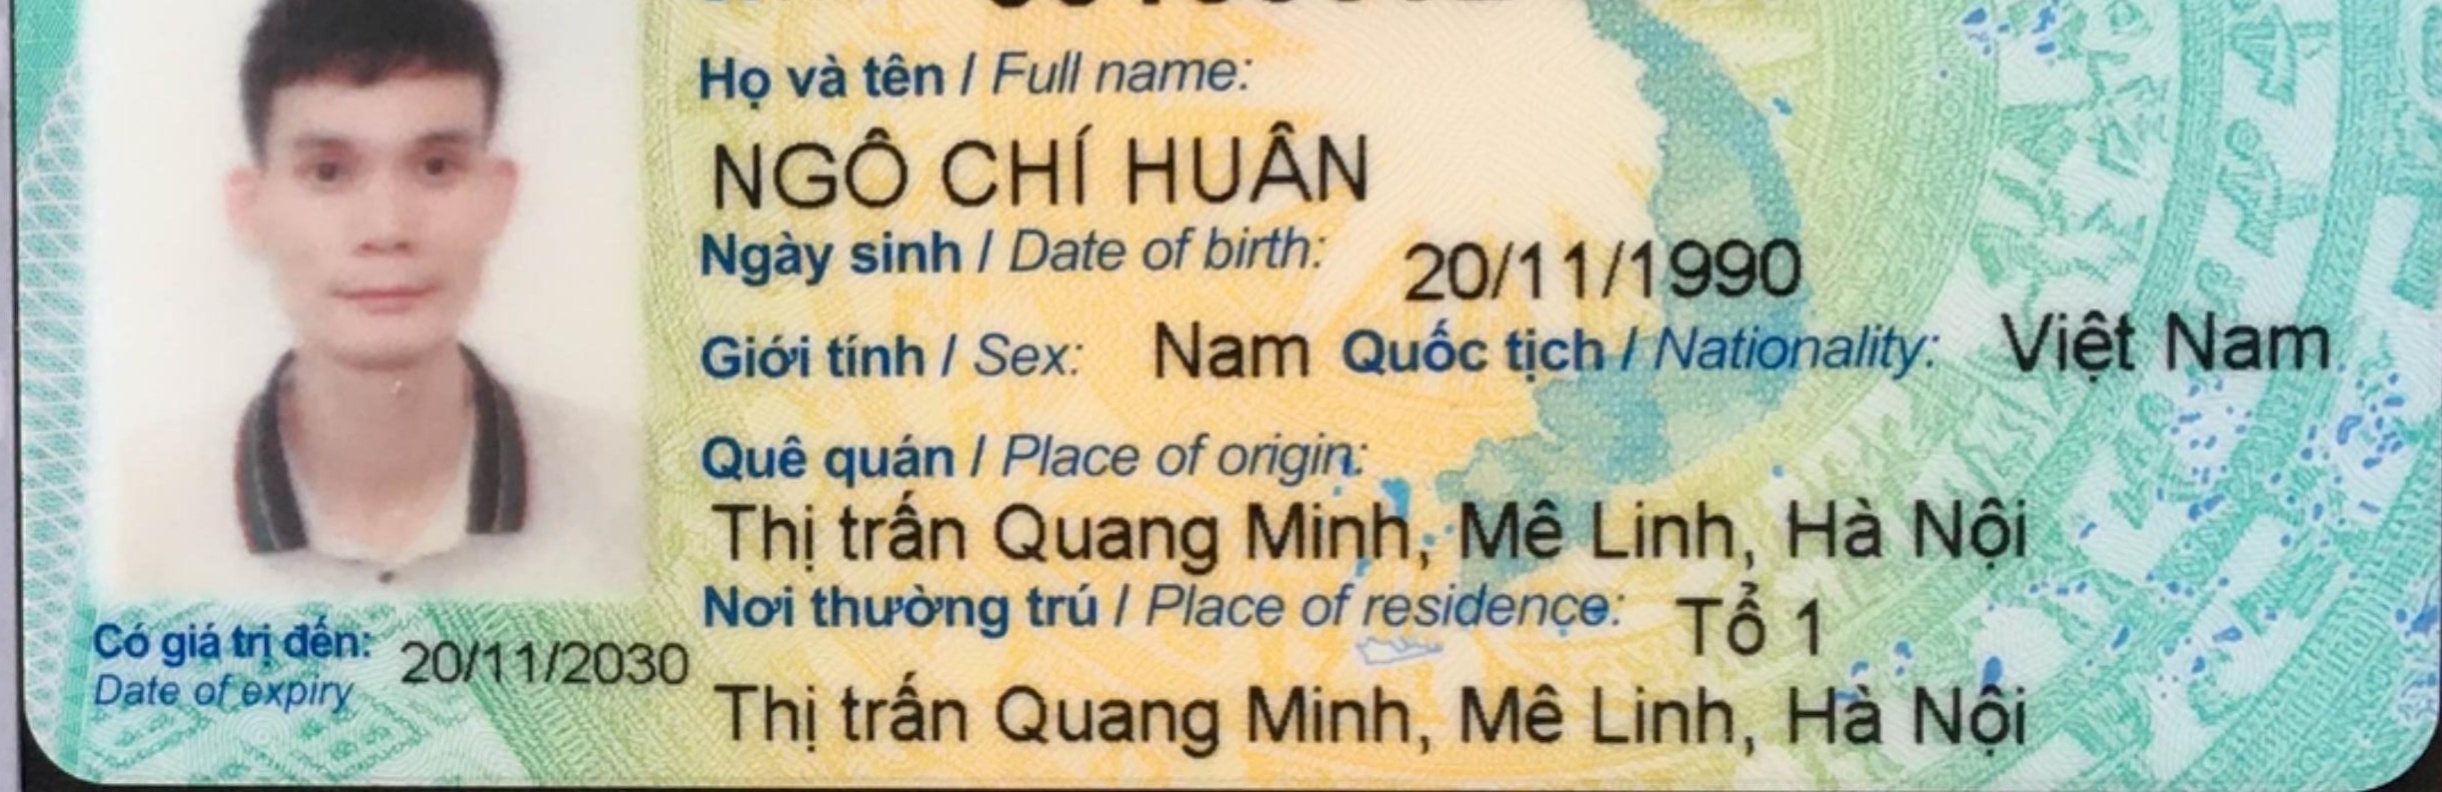 Họ và tên / Full name:
NGÔ CHÍ HUÂN
Ngày sinh / Date of birth: 20/11/1990
Giới tính / Sex: Nam Quốc tịch / Nationality: Việt Nam
Quê quán / Place of origin:
Thị trấn Quang Minh, Mê Linh, Hà Nội
Nơi thường trú / Place of residence: Tổ 1
Thị trấn Quang Minh, Mê Linh, Hà Nội
Có giá trị đến: 20/11/2030
Date of expiry